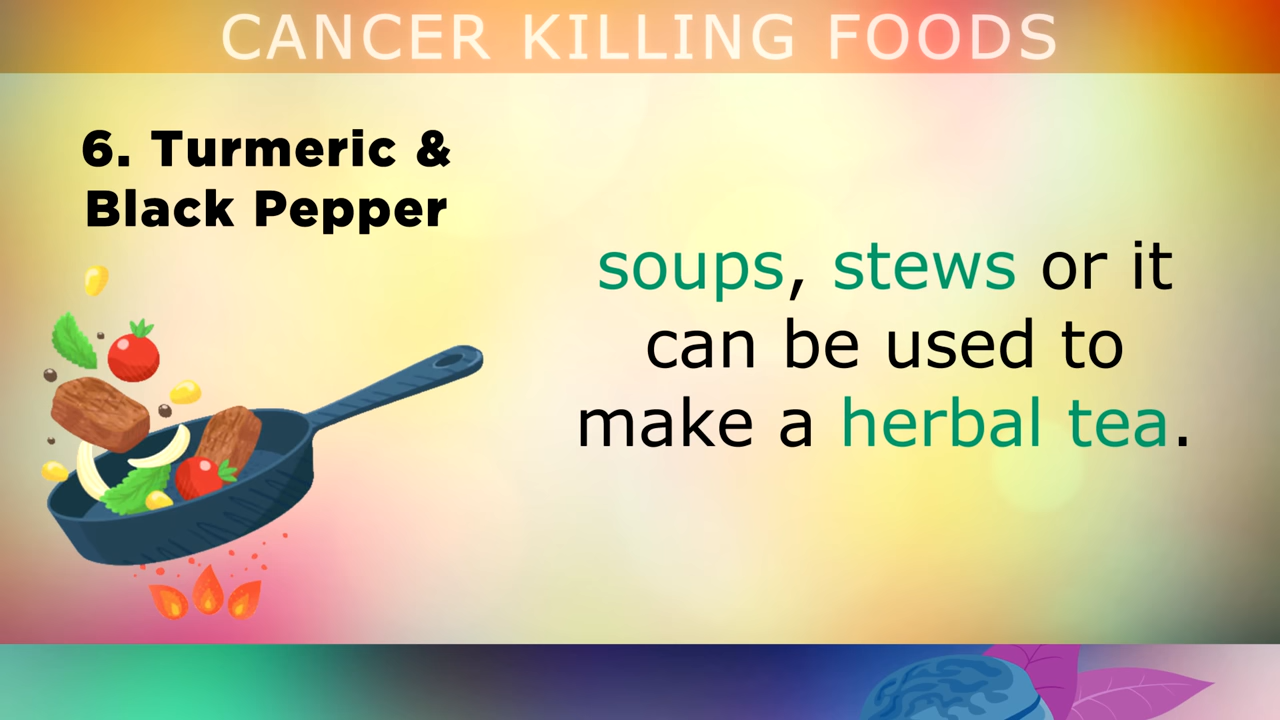 CANCER KILLING FOODS
6. Turmeric &
Black Pepper
soups, stews or it
can be used to
make a herbal tea.